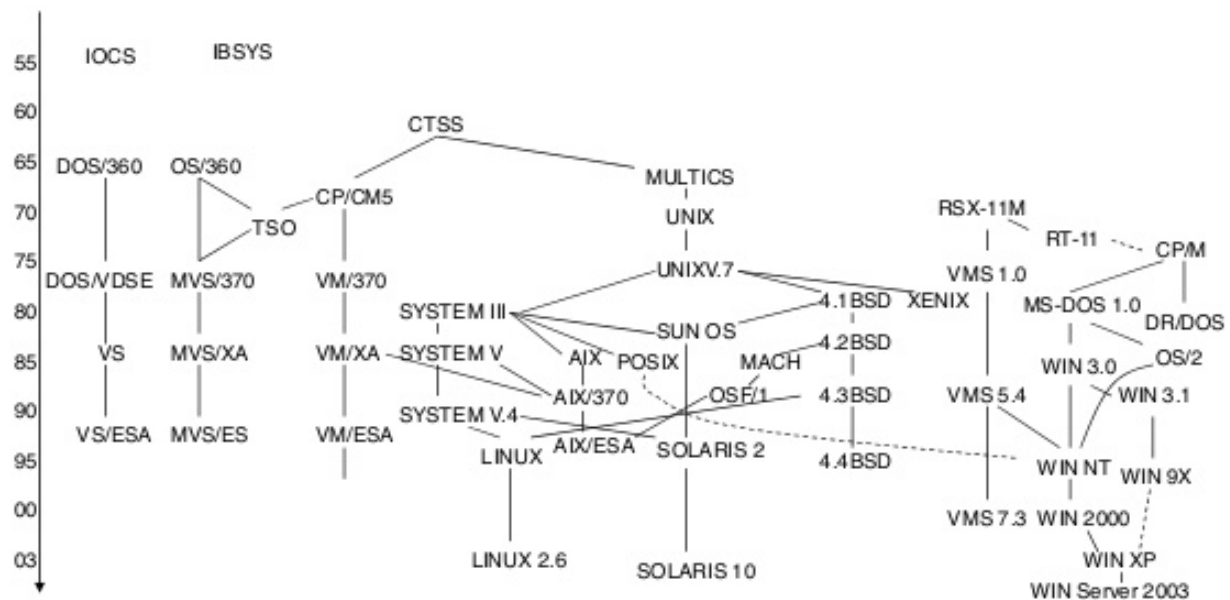 55 IOCS IBSYS
60
CTSS
65 DOS/360 OS/360
MULTICS
CP/CM5
RSX-11M
70 TSO UNIX
RT-11
CP/M
75
UNIXV.7
DOS/VDSE MVS/370 VM/370 VMS 1.0
4.1BSD XENIX
MS-DOS 1.0
80 SYSTEM III
DR/DOS
SUN OS
4.2BSD
VS MVS/XA VM/XA SYSTEM V AIX POSIX MACH OS/2
85
WIN 3.0
AIX/370 OSF/1 4.3BSD VMS 5.4 WIN 3.1
90
SYSTEM V.4
VS/ESA MVS/ES VM/ESA
AIX/ESA
SOLARIS 2
LINUX
95 4.4BSD
WIN NT
WIN 9X
00 VMS 7.3 WIN 2000
03 LINUX 2.6 WIN XP
SOLARIS 10
WIN Server 2003